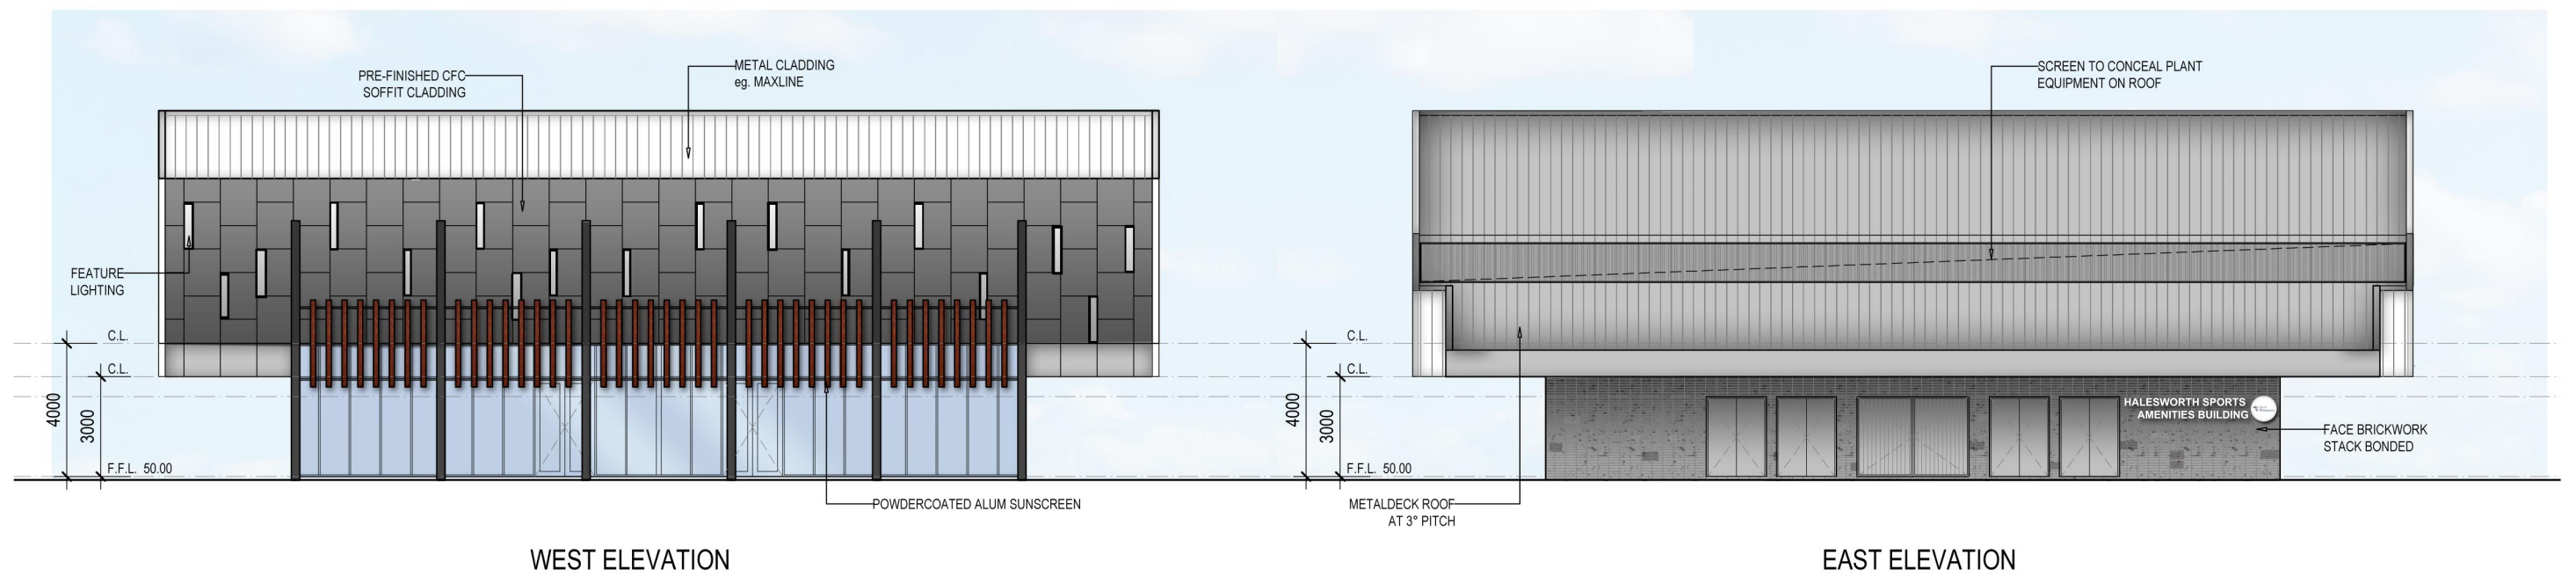 PRE-FINISHED CFC
SOFFIT CLADDING
METAL CLADDING
eg. MAXLINE
FEATURE
LIGHTING
C.L.
C.L.
4000
3000
F.F.L. 50.00
POWDERCOATED ALUM SUNSCREEN
WEST ELEVATION
SCREEN TO CONCEAL PLANT
EQUIPMENT ON ROOF
C.L.
C.L.
4000
3000
F.F.L. 50.00
HALESWORTH SPORTS
AMENITIES BUILDING
FACE BRICKWORK
STACK BONDED
METALDECK ROOF
AT 3° PITCH
EAST ELEVATION